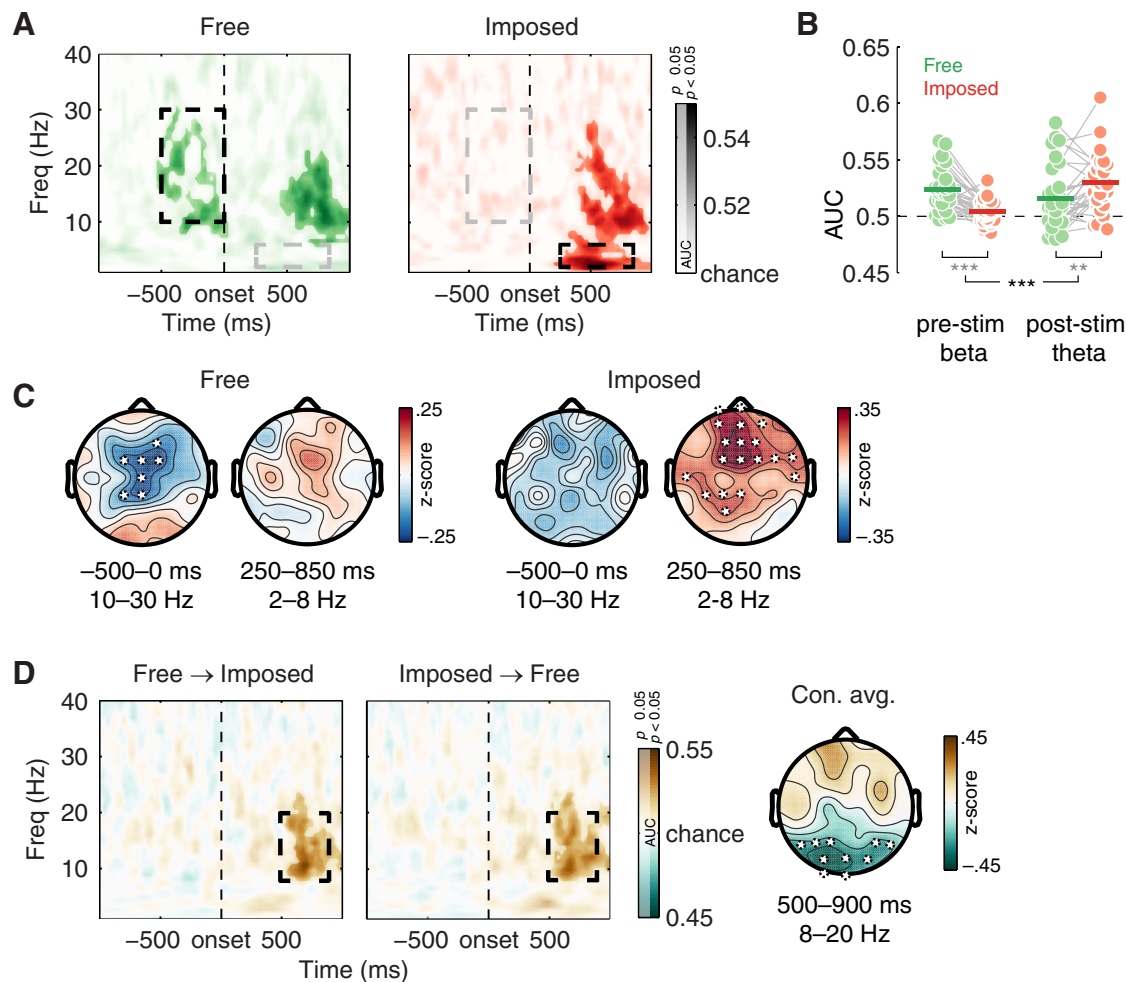 A
Free
Imposed
40
30
20
10
Freq (Hz)
–500 onset 500
Time (ms)
–500 onset 500
Time (ms)
p 0.05
p < 0.05
AUC
0.54
0.52
chance
B
0.65
0.6
0.55
0.5
0.45
AUC
Free
Imposed
***
**
***
pre-stim
beta
post-stim
theta
C
Free
Imposed
–500–0 ms
10–30 Hz
250–850 ms
2–8 Hz
.25
z-score
–.25
–500–0 ms
10–30 Hz
250–850 ms
2-8 Hz
.35
z-score
–.35
D
Free → Imposed
Imposed → Free
40
30
20
10
Freq (Hz)
–500 onset 500
–500 onset 500
Time (ms)
p 0.05
p < 0.05
AUC
0.55
chance
0.45
Con. avg.
.45
z-score
–.45
500–900 ms
8–20 Hz